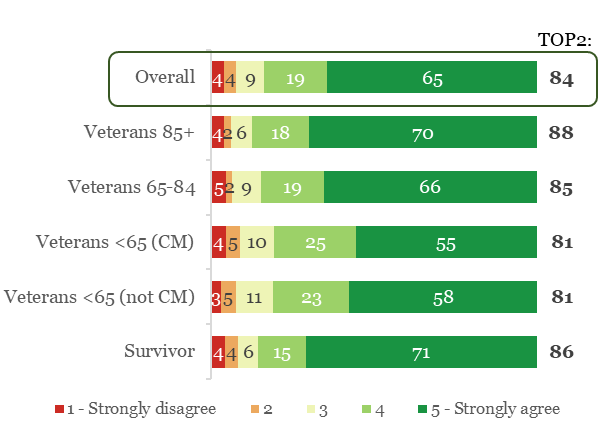 TOP2:
Overall 4 4 9 19 65 84
Veterans 85+ 4 2 6 18 70 88
Veterans 65-84 5 2 9 19 66 85
Veterans <65 (CM) 4 5 10 25 55 81
Veterans <65 (not CM) 3 5 11 23 58 81
Survivor 4 4 6 15 71 86
1 - Strongly disagree 2 3 4 5 - Strongly agree